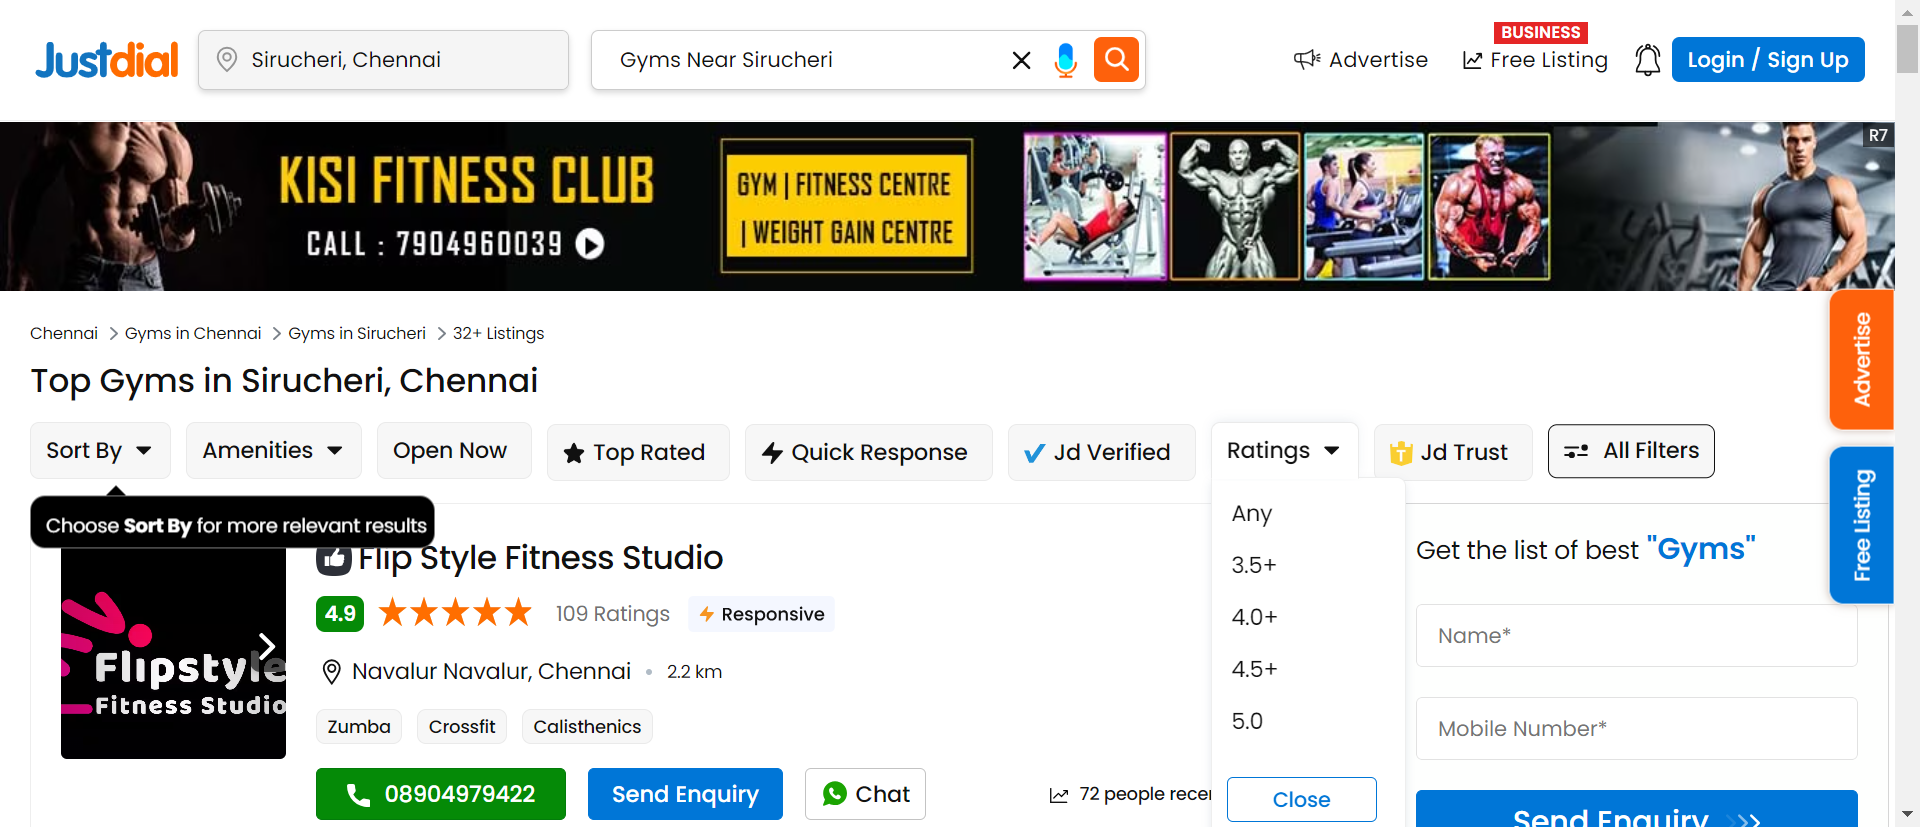 Justdial
Sirucheri, Chennai
Gyms Near Sirucheri
Advertise
BUSINESS
Free Listing
Login / Sign Up
KISI FITNESS CLUB
CALL : 7904960039
GYM | FITNESS CENTRE
| WEIGHT GAIN CENTRE
R7
Chennai > Gyms in Chennai > Gyms in Sirucheri > 32+ Listings
Top Gyms in Sirucheri, Chennai
Sort By
Amenities
Open Now
Top Rated
Quick Response
Jd Verified
Ratings
Jd Trust
All Filters
Choose Sort By for more relevant results
Any
3.5+
4.0+
4.5+
5.0
Close
Flipstyle
Fitness Studio
Flip Style Fitness Studio
4.9
109 Ratings
Responsive
Navalur Navalur, Chennai • 2.2 km
Zumba
Crossfit
Calisthenics
08904979422
Send Enquiry
Chat
72 people recer
Get the list of best "Gyms"
Name*
Mobile Number*
Send Enquiry
Advertise
Free Listing